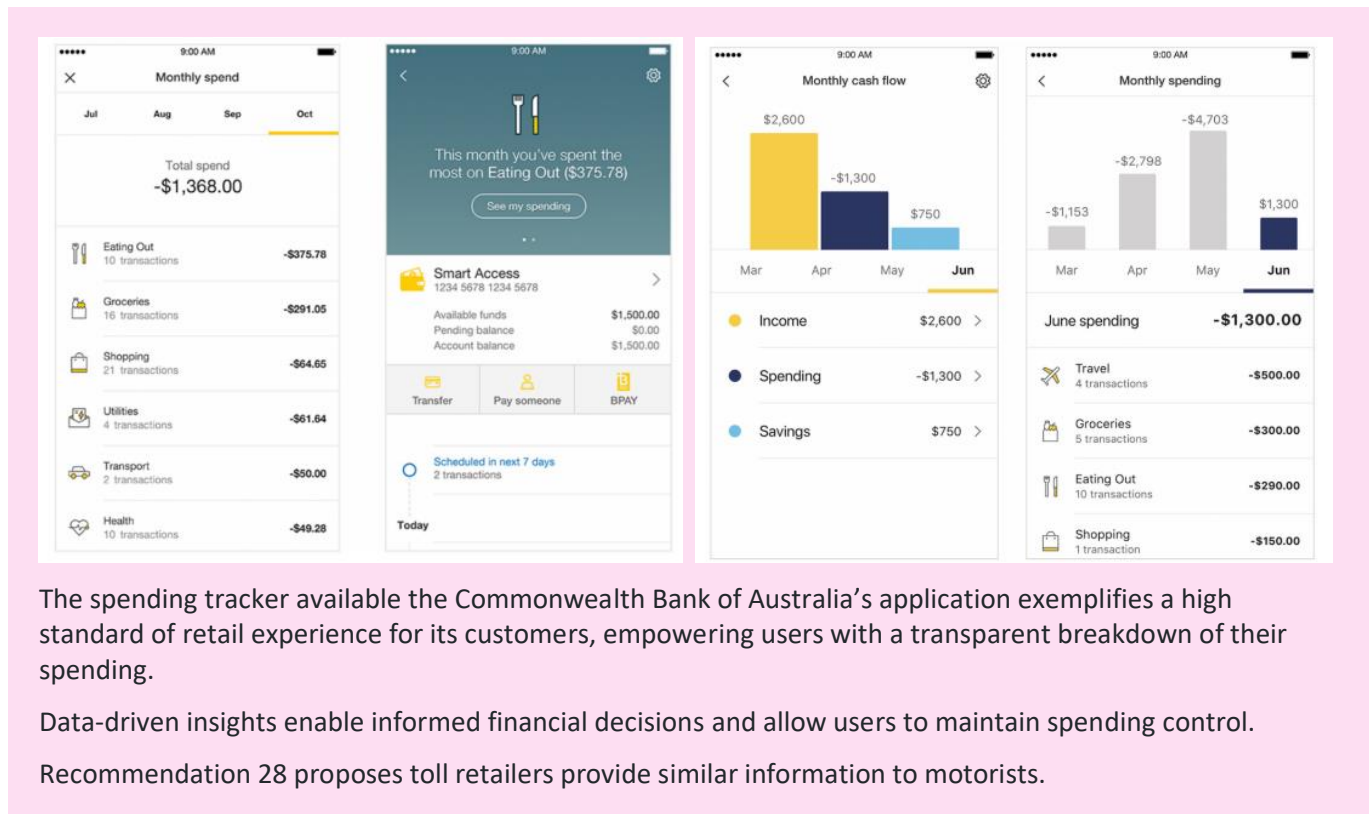 9:00 AM
Monthly spend
Jul Aug Sep Oct
Total spend
-$1,368.00
Eating Out
10 transactions
-$375.78
Groceries
16 transactions
-$291.05
Shopping
21 transactions
-$64.65
Utilities
4 transactions
-$61.64
Transport
2 transactions
-$50.00
Health
10 transactions
-$49.28
9:00 AM
This month you've spent the
most on Eating Out ($375.78)
See my spending
Smart Access
1234 5678 1234 5678
Available funds $1,500.00
Pending balance $0.00
Account balance $1,500.00
Transfer Pay someone BPAY
Scheduled in next 7 days
2 transactions
Today
9:00 AM
Monthly cash flow
$2,600
-$1,300
$750
Mar Apr May Jun
Income $2,600
Spending -$1,300
Savings $750
9:00 AM
Monthly spending
-$4,703
-$2,798
-$1,153
$1,300
Mar Apr May Jun
June spending -$1,300.00
Travel
4 transactions
-$500.00
Groceries
5 transactions
-$300.00
Eating Out
10 transactions
-$290.00
Shopping
1 transaction
-$150.00
The spending tracker available the Commonwealth Bank of Australia’s application exemplifies a high
standard of retail experience for its customers, empowering users with a transparent breakdown of their
spending.
Data-driven insights enable informed financial decisions and allow users to maintain spending control.
Recommendation 28 proposes toll retailers provide similar information to motorists.